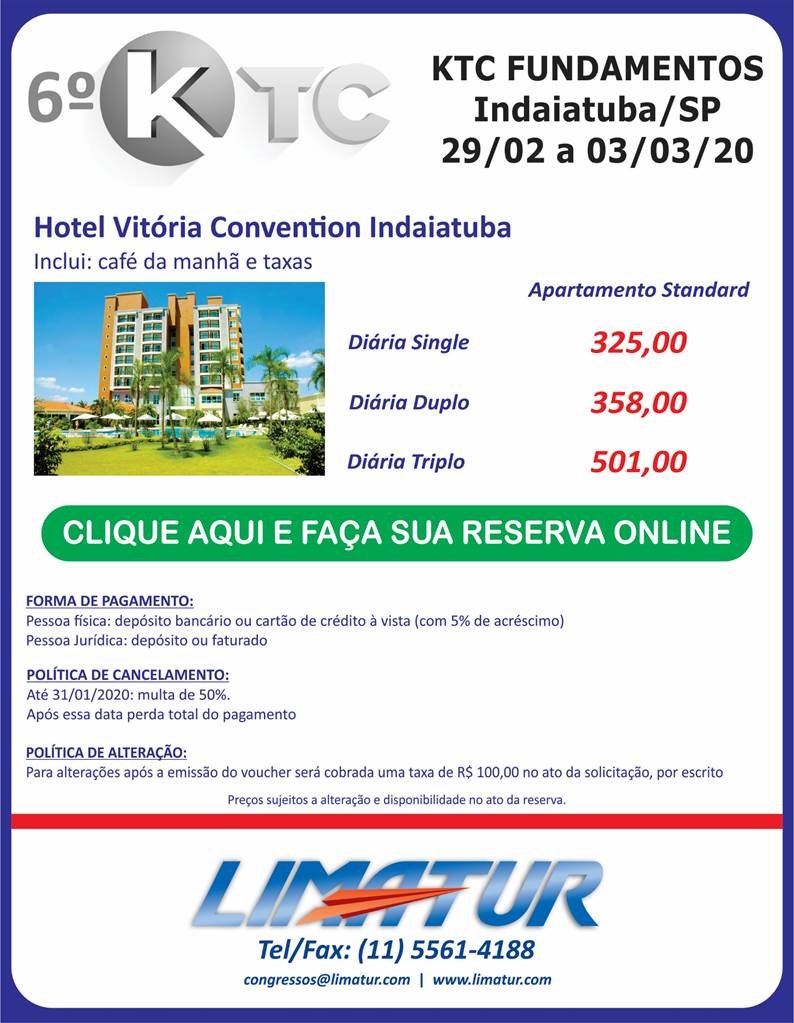 6º KTC
KTC FUNDAMENTOS
Indaiatuba/SP
29/02 a 03/03/20
Hotel Vitória Convention Indaiatuba
Inclui: café da manhã e taxas
Apartamento Standard
Diária Single 325,00
Diária Duplo 358,00
Diária Triplo 501,00
CLIQUE AQUI E FAÇA SUA RESERVA ONLINE
FORMA DE PAGAMENTO:
Pessoa física: depósito bancário ou cartão de crédito à vista (com 5% de acréscimo)
Pessoa Jurídica: depósito ou faturado
POLÍTICA DE CANCELAMENTO:
Até 31/01/2020: multa de 50%.
Após essa data perda total do pagamento
POLÍTICA DE ALTERAÇÃO:
Para alterações após a emissão do voucher será cobrada uma taxa de R$ 100,00 no ato da solicitação, por escrito
Preços sujeitos a alteração e disponibilidade no ato da reserva.
LIMATUR
Tel/Fax: (11) 5561-4188
congressos@limatur.com | www.limatur.com